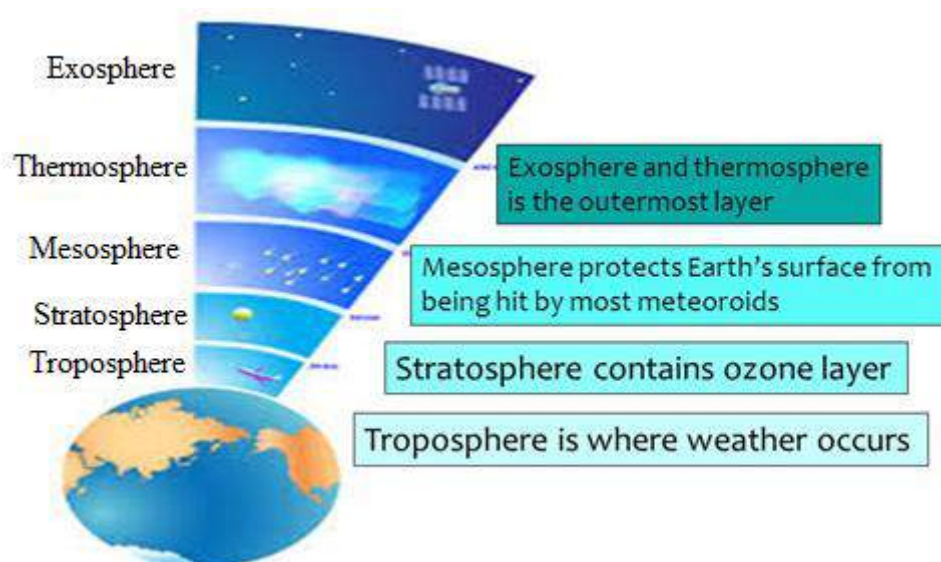 Exosphere
Thermosphere
Exosphere and thermosphere
is the outermost layer
Mesosphere
Mesosphere protects Earth's surface from
being hit by most meteoroids
Stratosphere
Troposphere
Stratosphere contains ozone layer
Troposphere is where weather occurs